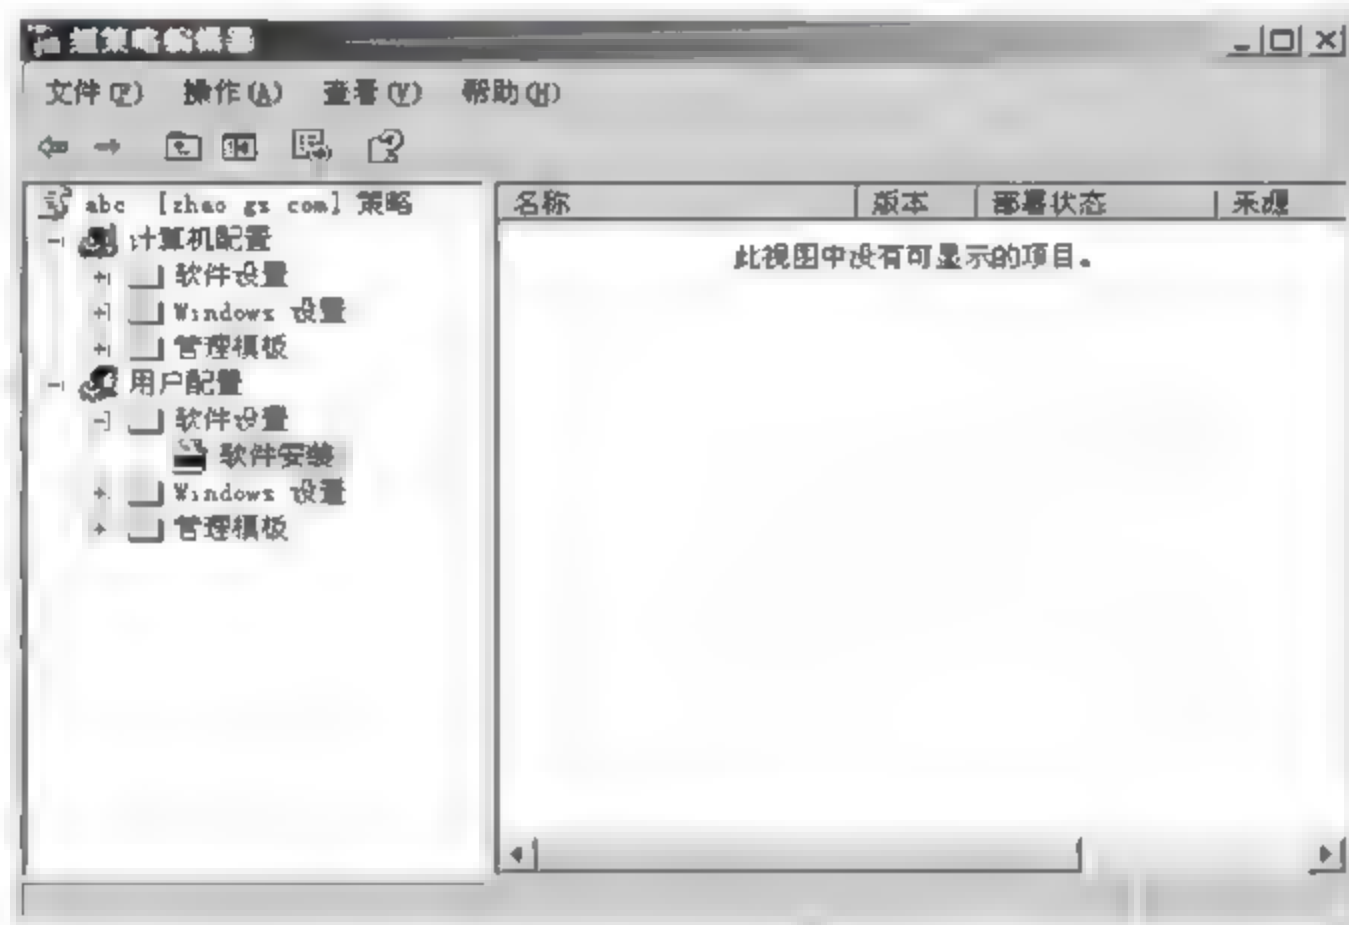 组策略编辑器
文件(F) 操作(A) 查看(V) 帮助(H)
abc [zhao gz com] 策略
计算机配置
软件设置
Windows 设置
管理模板
用户配置
软件设置
软件安装
Windows 设置
管理模板
名称 版本 部署状态 来源
此视图中没有可显示的项目。